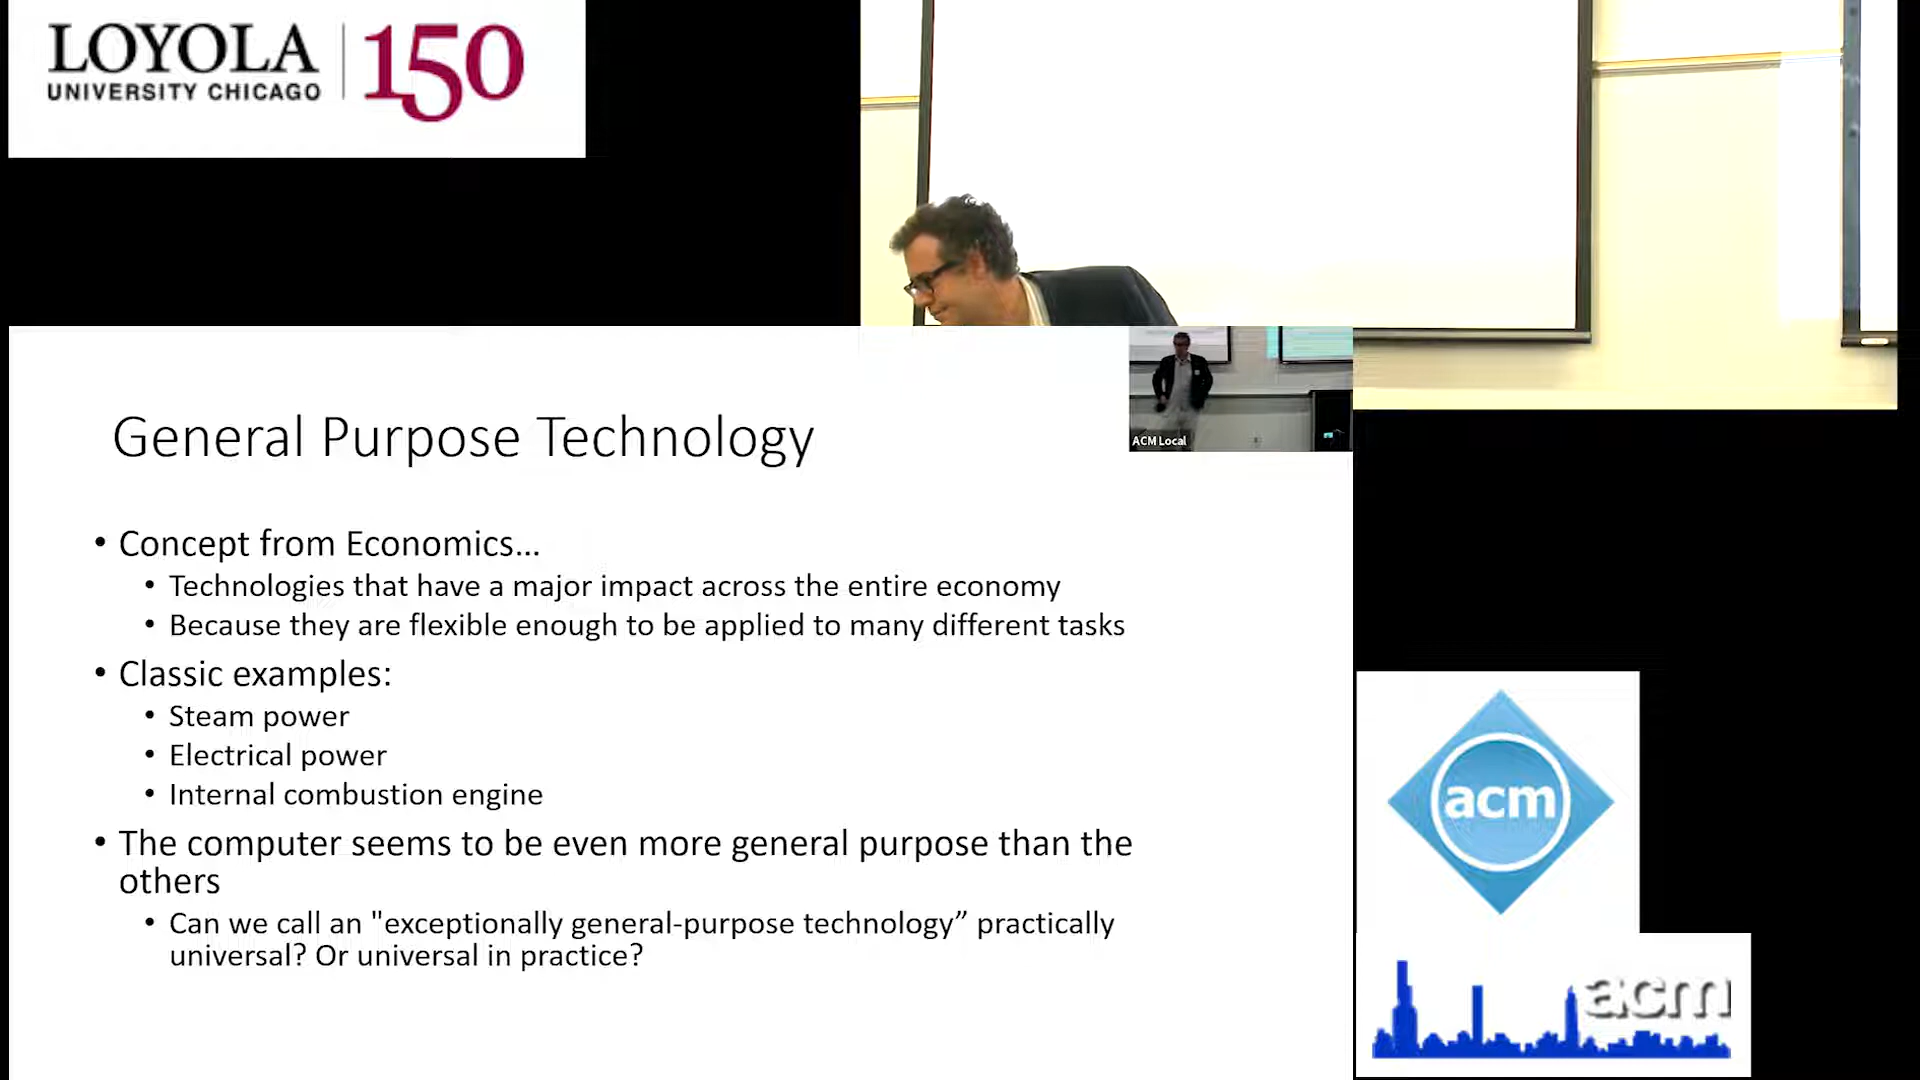 LOYOLA
UNIVERSITY CHICAGO
150
ACM Local
General Purpose Technology
• Concept from Economics...
• Technologies that have a major impact across the entire economy
• Because they are flexible enough to be applied to many different tasks
• Classic examples:
• Steam power
• Electrical power
• Internal combustion engine
• The computer seems to be even more general purpose than the
others
• Can we call an "exceptionally general-purpose technology” practically
universal? Or universal in practice?
acm
acm